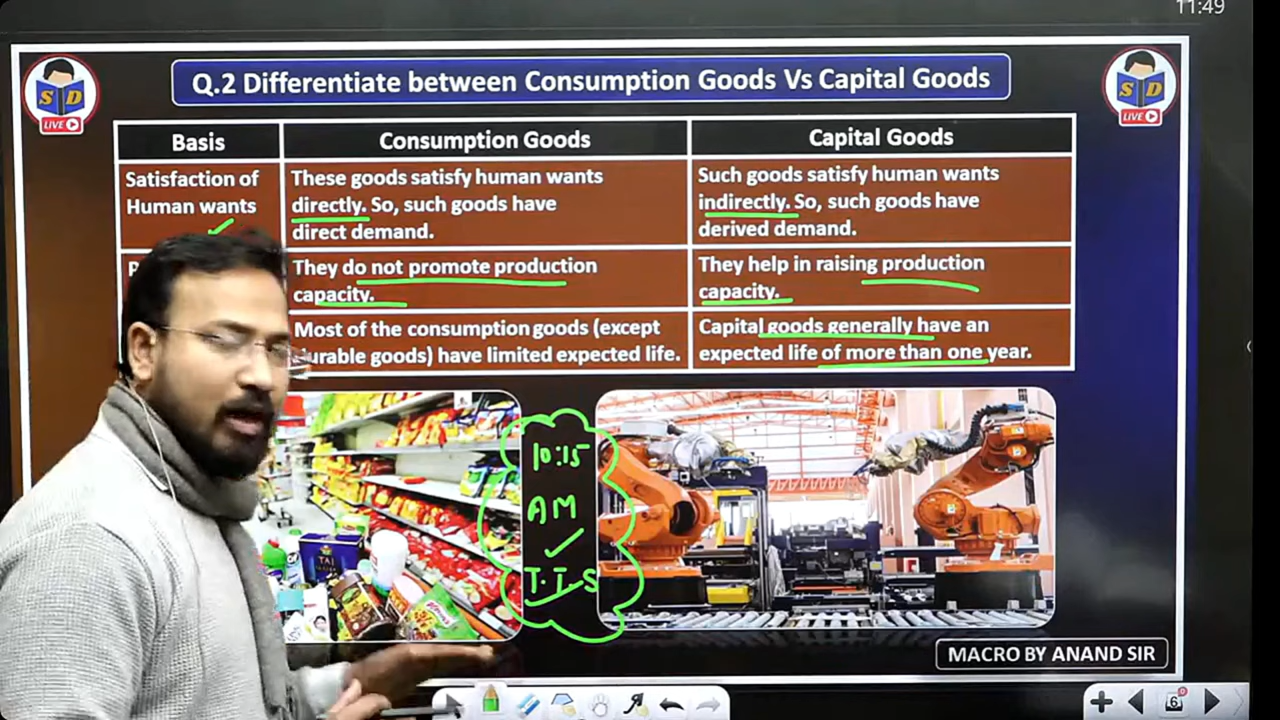 11:49
Q.2 Differentiate between Consumption Goods Vs Capital Goods
S D
LIVE
S D
LIVE
Basis
Consumption Goods
Capital Goods
Satisfaction of
Human wants
These goods satisfy human wants
directly. So, such goods have
direct demand.
Such goods satisfy human wants
indirectly. So, such goods have
derived demand.
They do not promote production
capacity.
They help in raising production
capacity.
Most of the consumption goods (except
durable goods) have limited expected life.
Capital goods generally have an
expected life of more than one year.
10:15
AM
T.T.S
TAJ
MACRO BY ANAND SIR
6